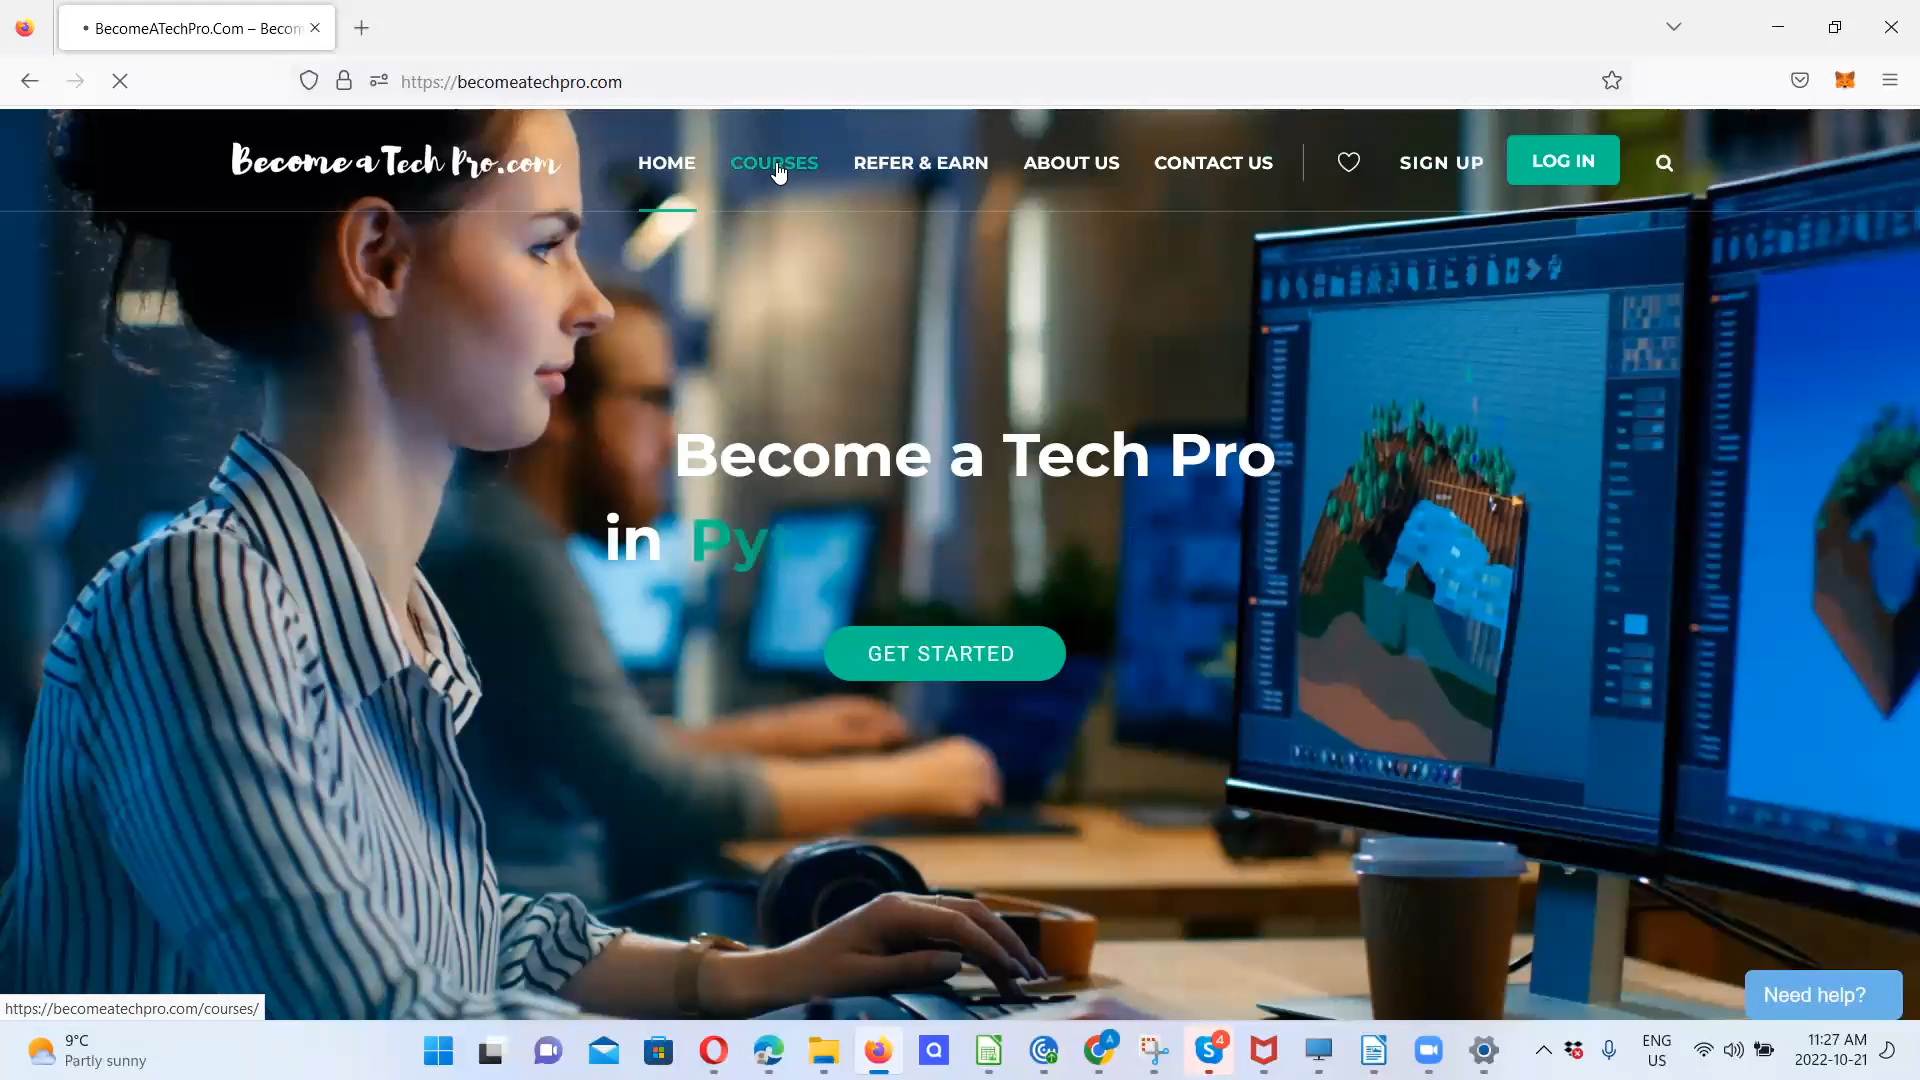 BecomeATechPro.Com – Becom
https://becomeatechpro.com
Become a Tech Pro.com
HOME
COURSES
REFER & EARN
ABOUT US
CONTACT US
SIGN UP
LOG IN
Become a Tech Pro
in Pyt
GET STARTED
Need help?
https://becomeatechpro.com/courses/
9°C
Partly sunny
A
4
ENG
US
11:27 AM
2022-10-21